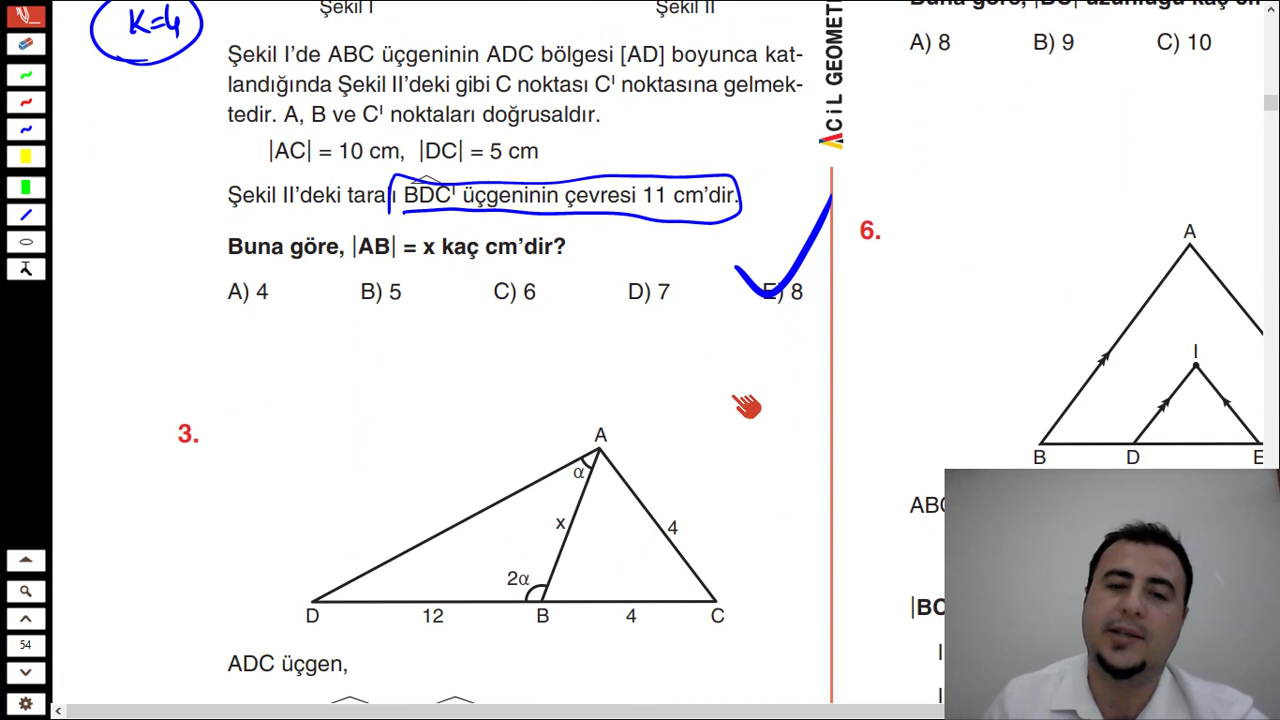 Şekil I
Şekil II
K=4
Şekil I'de ABC üçgeninin ADC bölgesi [AD] boyunca kat-
landığında Şekil II'deki gibi C noktası Cı noktasına gelmek-
tedir. A, B ve Cı noktaları doğrusaldır.
|AC| = 10 cm, |DC| = 5 cm
Şekil II'deki taralı BDCı üçgeninin çevresi 11 cm'dir.
Buna göre, |AB| = x kaç cm'dir?
A) 4 B) 5 C) 6 D) 7 E) 8
3.
A
α
x
4
2α
D 12 B 4 C
ADC üçgen,
ACİL GEOMETRİ
A) 8 B) 9 C) 10
6.
A
I
B D E
ABC
|BC
54